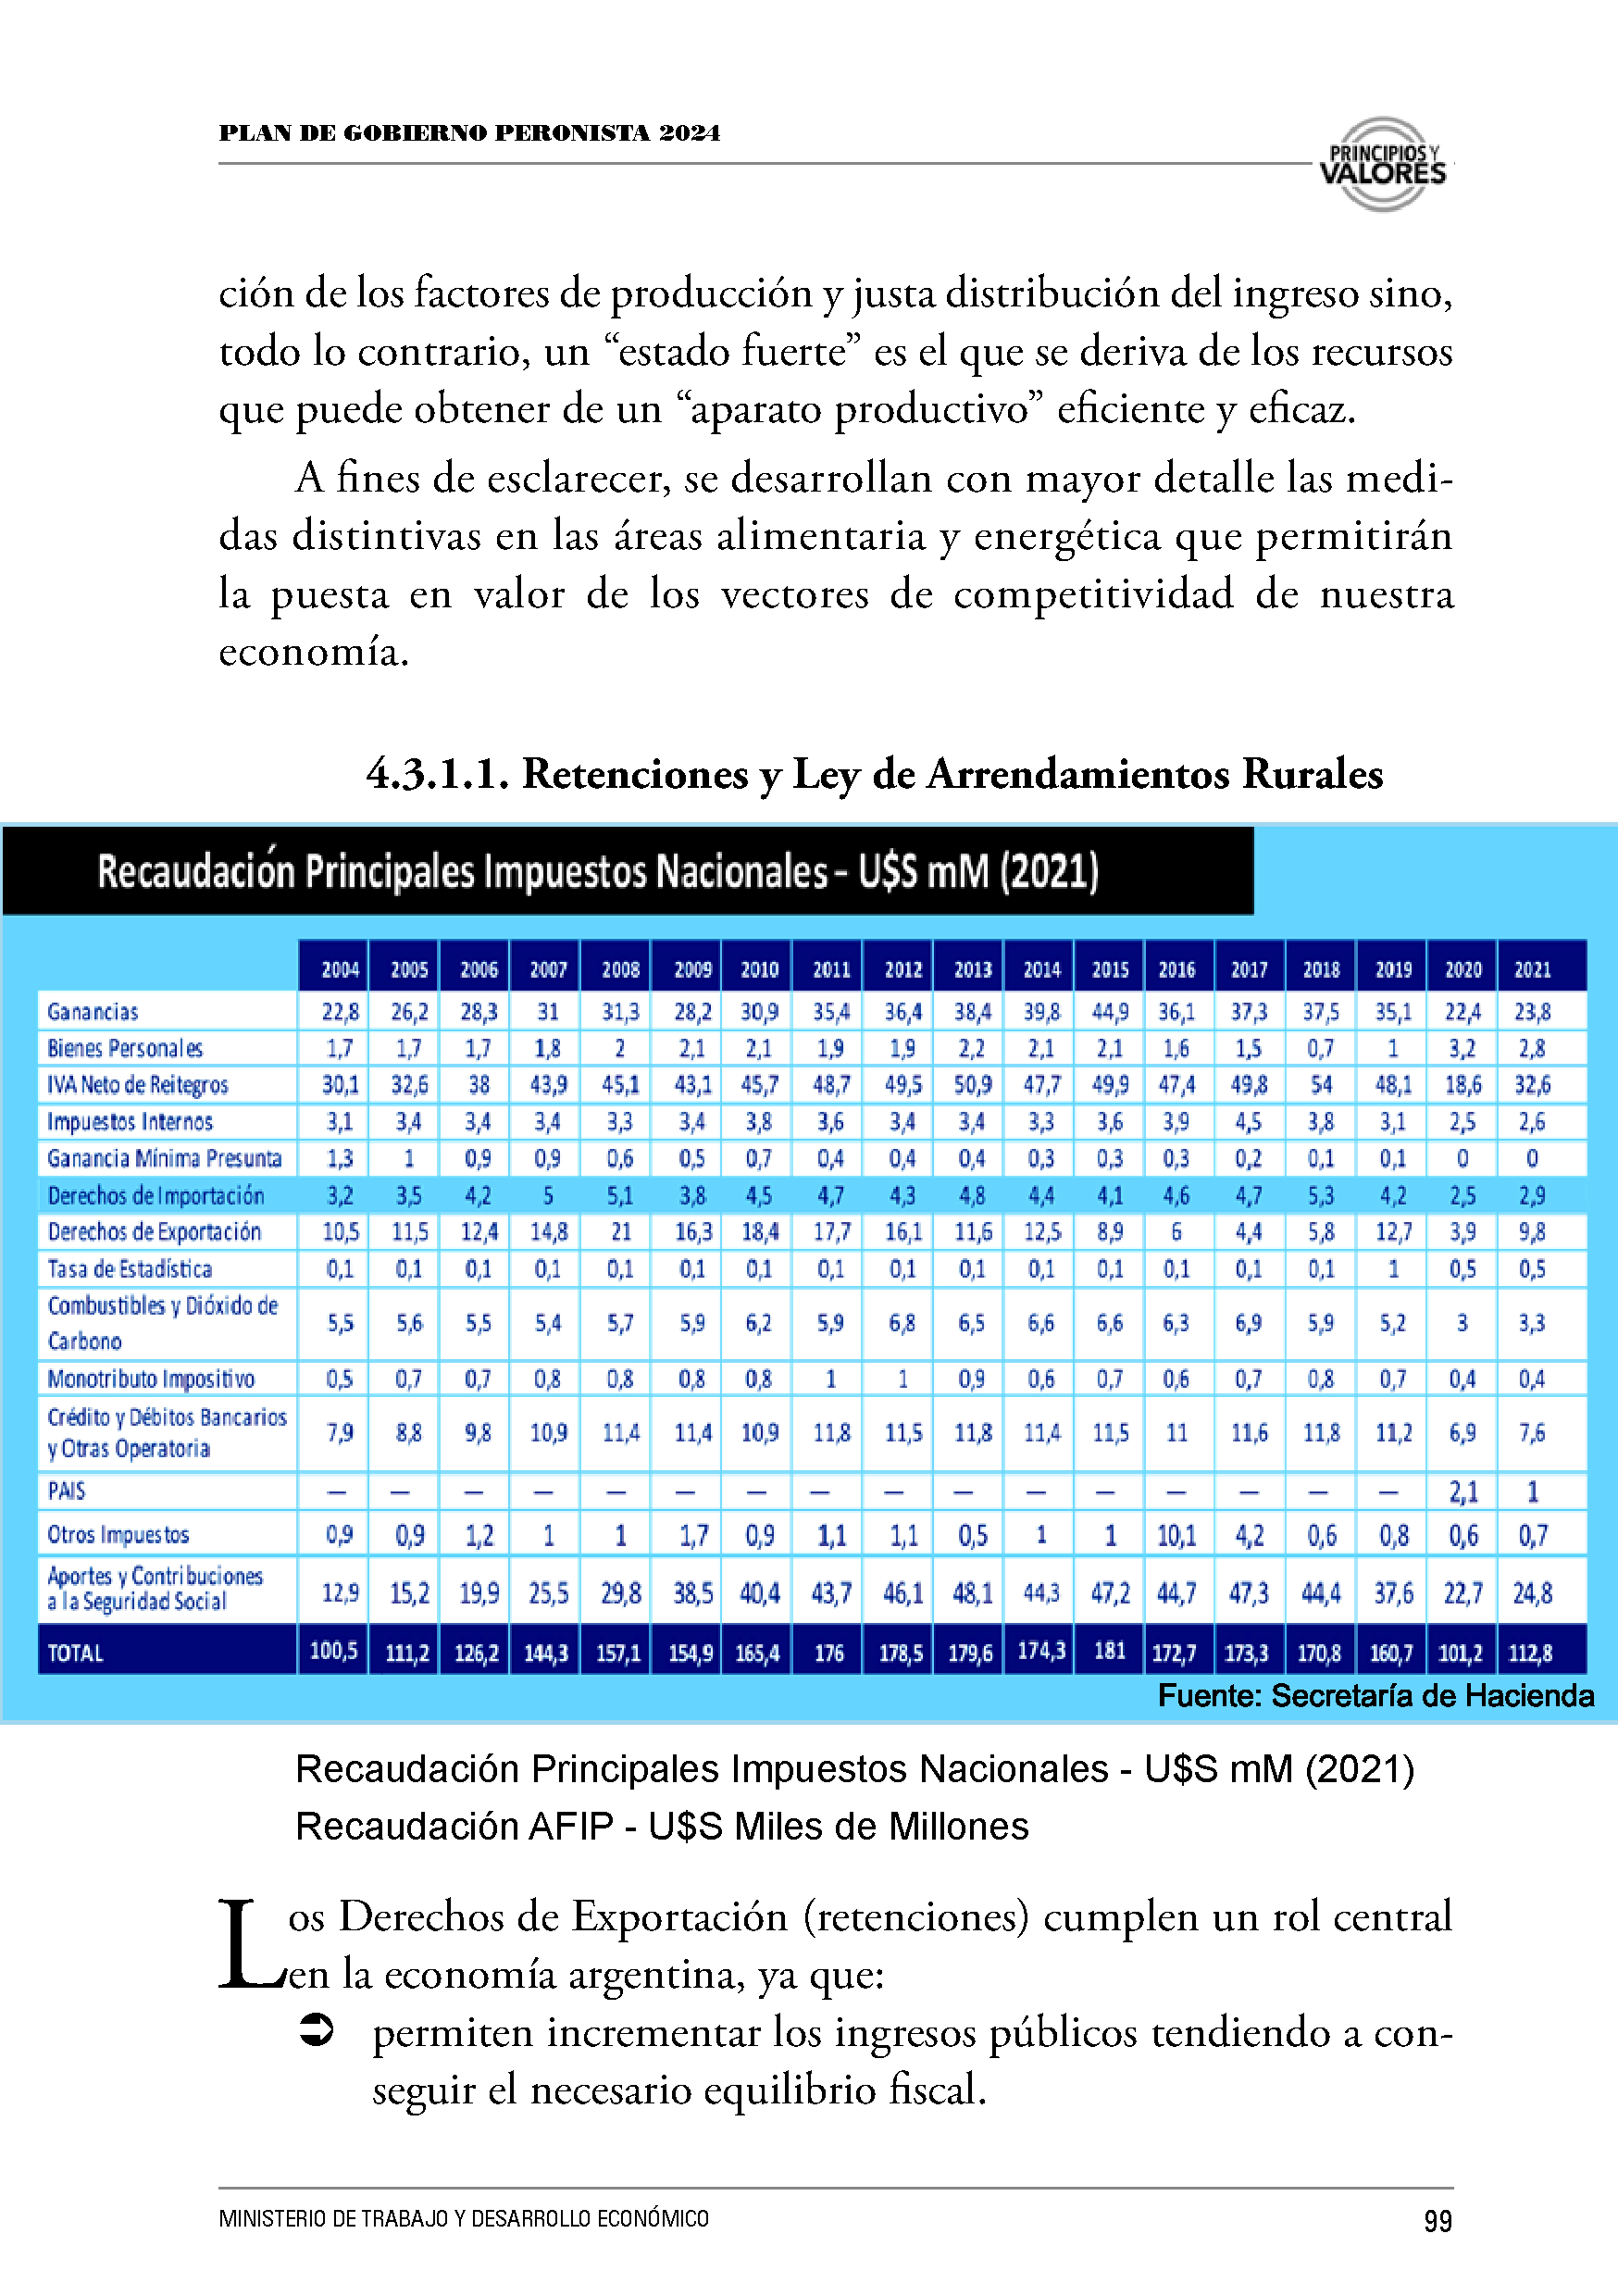 PLAN DE GOBIERNO PERONISTA 2024
PRINCIPIOS Y
VALORES
ción de los factores de producción y justa distribución del ingreso sino,
todo lo contrario, un “estado fuerte” es el que se deriva de los recursos
que puede obtener de un “aparato productivo” eficiente y eficaz.
A fines de esclarecer, se desarrollan con mayor detalle las medi-
das distintivas en las áreas alimentaria y energética que permitirán
la puesta en valor de los vectores de competitividad de nuestra
economía.
4.3.1.1. Retenciones y Ley de Arrendamientos Rurales
Recaudación Principales Impuestos Nacionales - U$S mM (2021)
2004 2005 2006 2007 2008 2009 2010 2011 2012 2013 2014 2015 2016 2017 2018 2019 2020 2021
Ganancias 22,8 26,2 28,3 31 31,3 28,2 30,9 35,4 36,4 38,4 39,8 44,9 36,1 37,3 37,5 35,1 22,4 23,8
Bienes Personales 1,7 1,7 1,7 1,8 2 2,1 2,1 1,9 1,9 2,2 2,1 2,1 1,6 1,5 0,7 1 3,2 2,8
IVA Neto de Reitegros 30,1 32,6 38 43,9 45,1 43,1 45,7 48,7 49,5 50,9 47,7 49,9 47,4 49,8 54 48,1 18,6 32,6
Impuestos Internos 3,1 3,4 3,4 3,4 3,3 3,4 3,8 3,6 3,4 3,4 3,3 3,6 3,9 4,5 3,8 3,1 2,5 2,6
Ganancia Mínima Presunta 1,3 1 0,9 0,9 0,6 0,5 0,7 0,4 0,4 0,4 0,3 0,3 0,3 0,2 0,1 0,1 0 0
Derechos de Importación 3,2 3,5 4,2 5 5,1 3,8 4,5 4,7 4,3 4,8 4,4 4,1 4,6 4,7 5,3 4,2 2,5 2,9
Derechos de Exportación 10,5 11,5 12,4 14,8 21 16,3 18,4 17,7 16,1 11,6 12,5 8,9 6 4,4 5,8 12,7 3,9 9,8
Tasa de Estadística 0,1 0,1 0,1 0,1 0,1 0,1 0,1 0,1 0,1 0,1 0,1 0,1 0,1 0,1 0,1 1 0,5 0,5
Combustibles y Dióxido de
Carbono 5,5 5,6 5,5 5,4 5,7 5,9 6,2 5,9 6,8 6,5 6,6 6,6 6,3 6,9 5,9 5,2 3 3,3
Monotributo Impositivo 0,5 0,7 0,7 0,8 0,8 0,8 0,8 1 1 0,9 0,6 0,7 0,6 0,7 0,8 0,7 0,4 0,4
Crédito y Débitos Bancarios
y Otras Operatoria 7,9 8,8 9,8 10,9 11,4 11,4 10,9 11,8 11,5 11,8 11,4 11,5 11 11,6 11,8 11,2 6,9 7,6
PAIS — — — — — — — — — — — — — — — — 2,1 1
Otros Impuestos 0,9 0,9 1,2 1 1 1,7 0,9 1,1 1,1 0,5 1 1 10,1 4,2 0,6 0,8 0,6 0,7
Aportes y Contribuciones
a la Seguridad Social 12,9 15,2 19,9 25,5 29,8 38,5 40,4 43,7 46,1 48,1 44,3 47,2 44,7 47,3 44,4 37,6 22,7 24,8
TOTAL 100,5 111,2 126,2 144,3 157,1 154,9 165,4 176 178,5 179,6 174,3 181 172,7 173,3 170,8 160,7 101,2 112,8
Fuente: Secretaría de Hacienda
Recaudación Principales Impuestos Nacionales - U$S mM (2021)
Recaudación AFIP - U$S Miles de Millones
Los Derechos de Exportación (retenciones) cumplen un rol central
en la economía argentina, ya que:
➲ permiten incrementar los ingresos públicos tendiendo a con-
seguir el necesario equilibrio fiscal.
MINISTERIO DE TRABAJO Y DESARROLLO ECONÓMICO 99